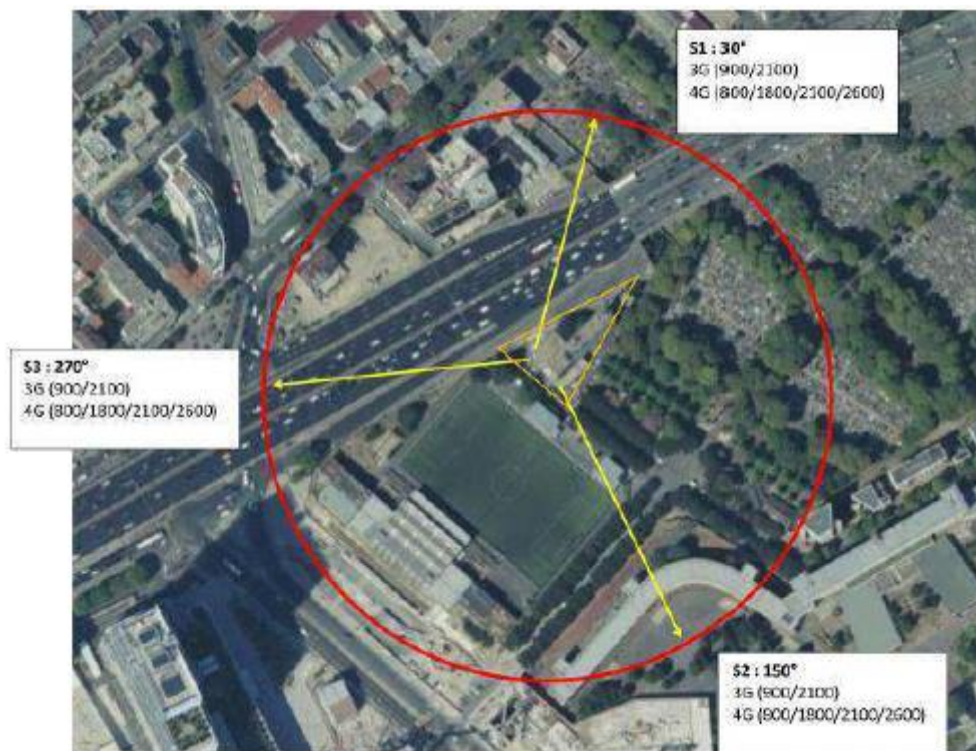 S1 : 30°
3G (900/2100)
4G (800/1800/2100/2600)
S3 : 270°
3G (900/2100)
4G (800/1800/2100/2600)
S2 : 150°
3G (900/2100)
4G (800/1800/2100/2600)